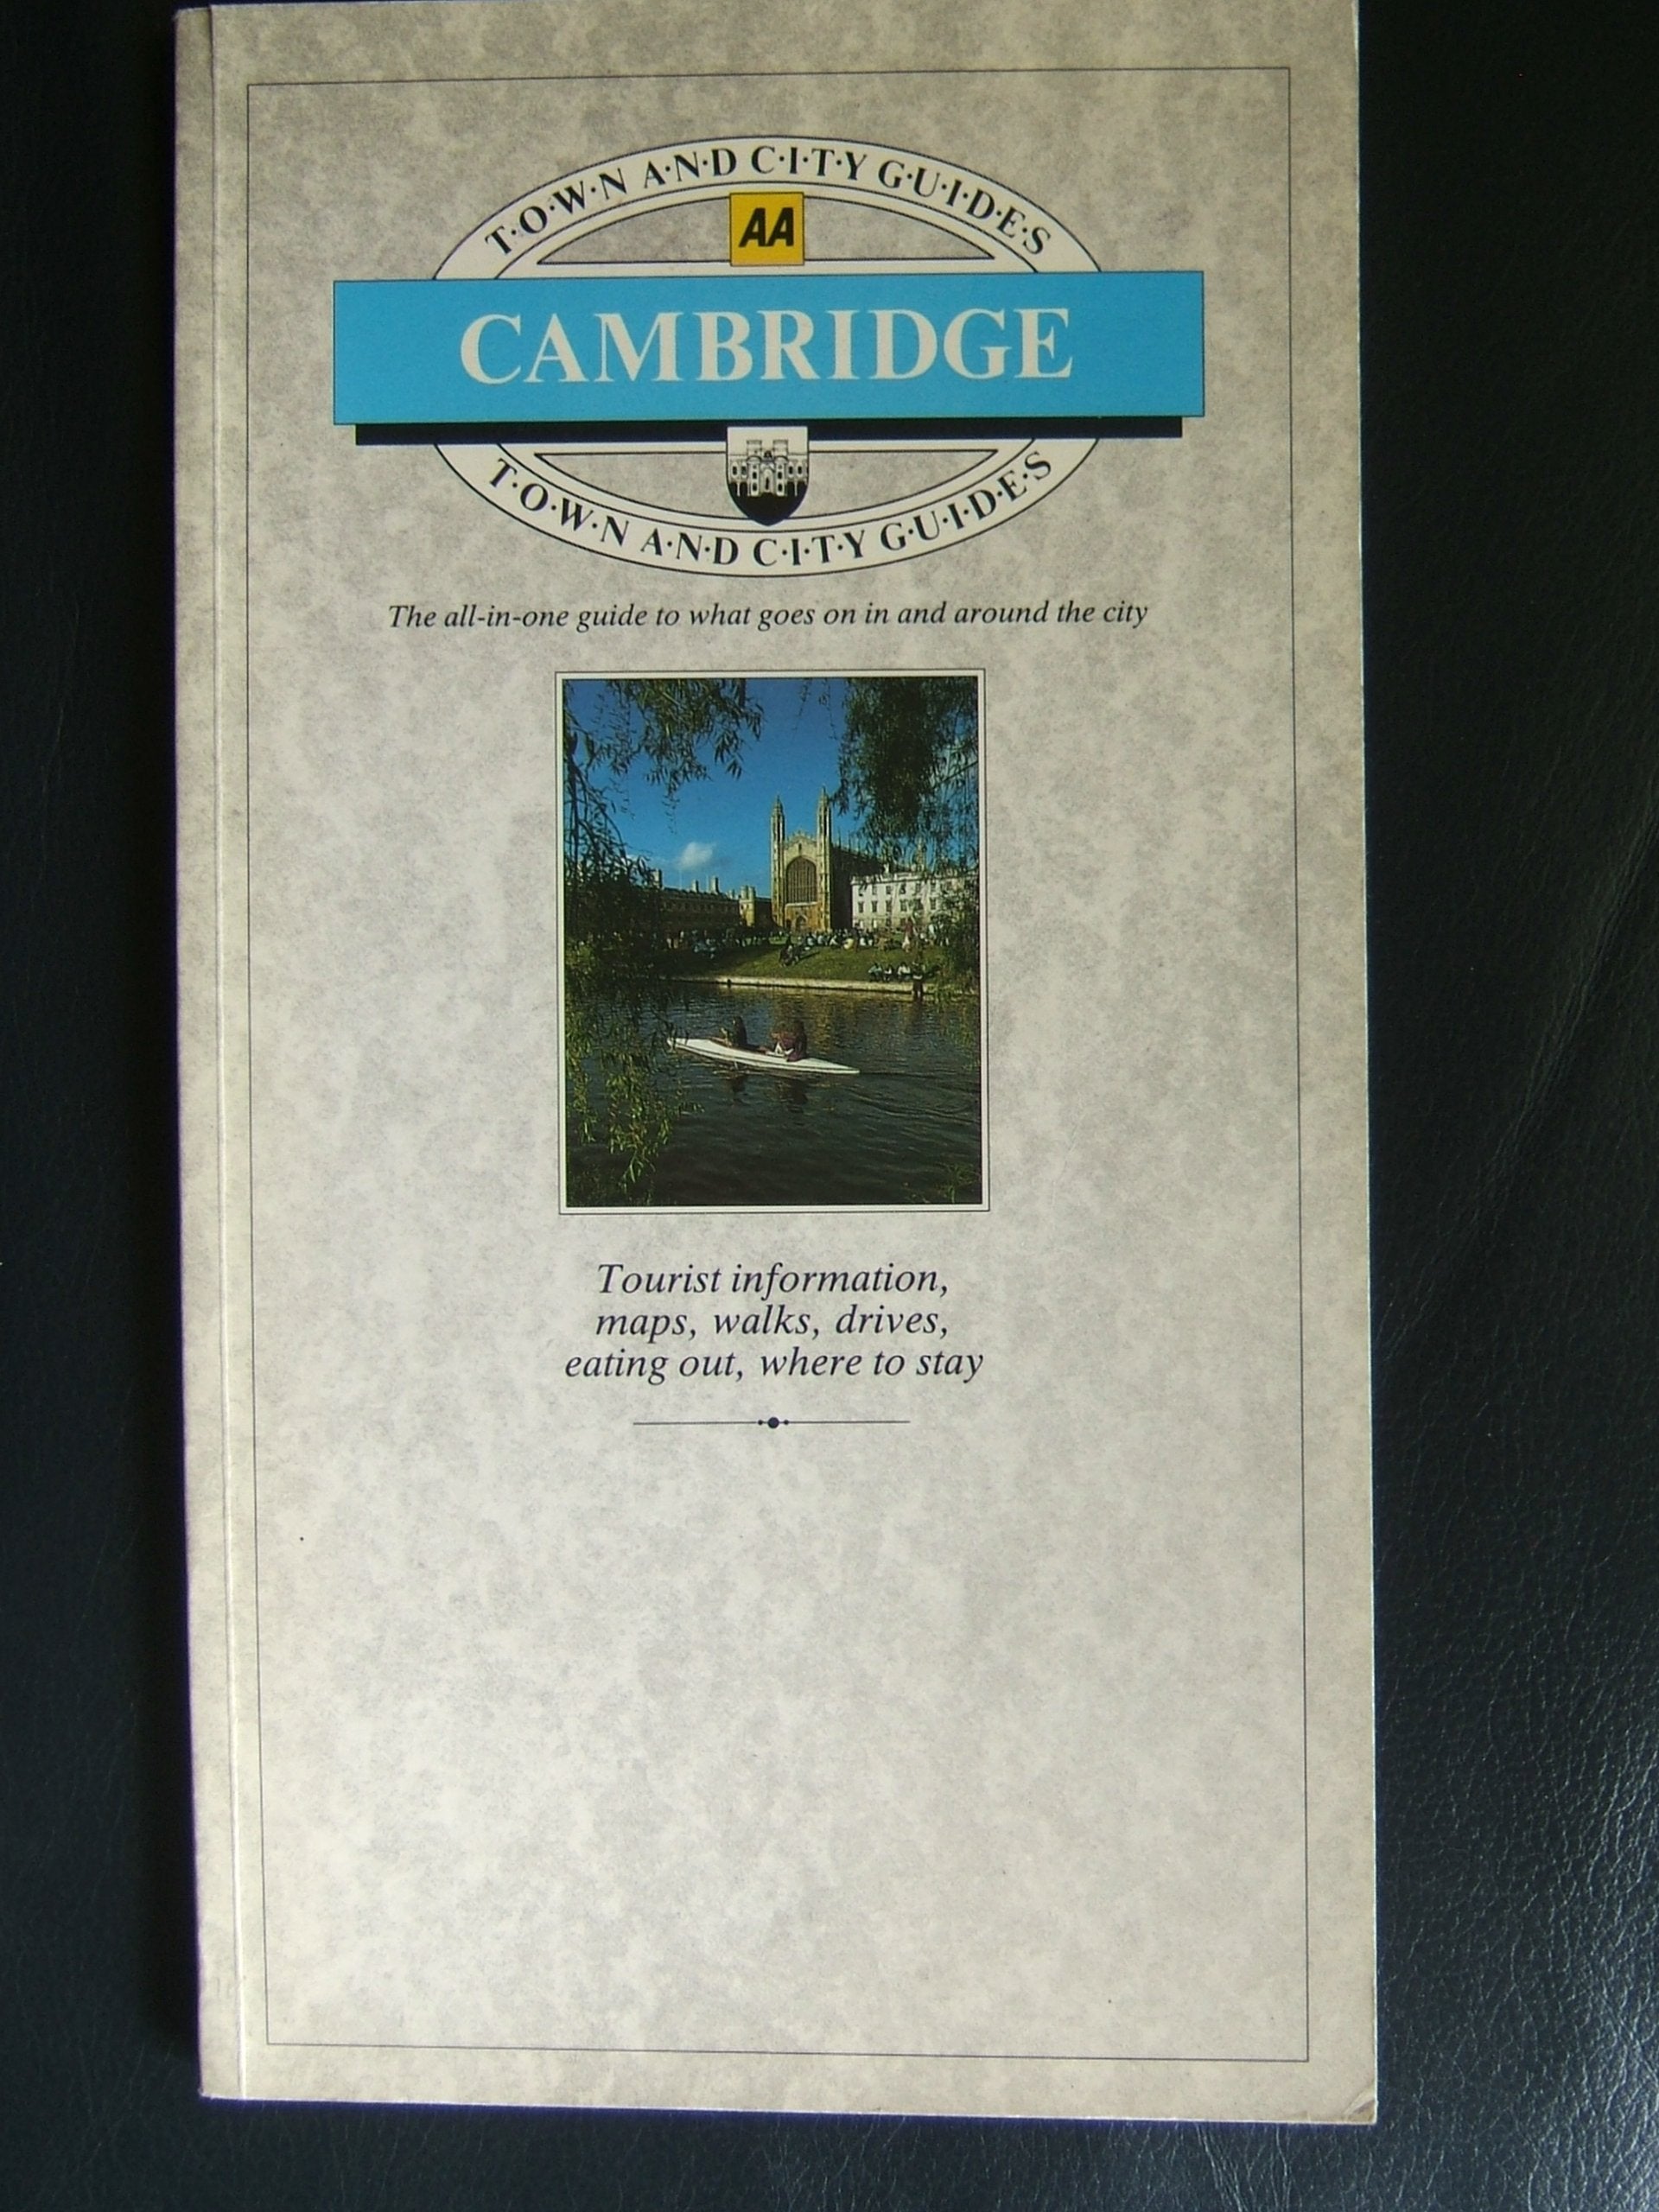 T·O·W·N A·N·D C·I·T·Y G·U·I·D·E·S
AA
CAMBRIDGE
T·O·W·N A·N·D C·I·T·Y G·U·I·D·E·S
The all-in-one guide to what goes on in and around the city
Tourist information,
maps, walks, drives,
eating out, where to stay